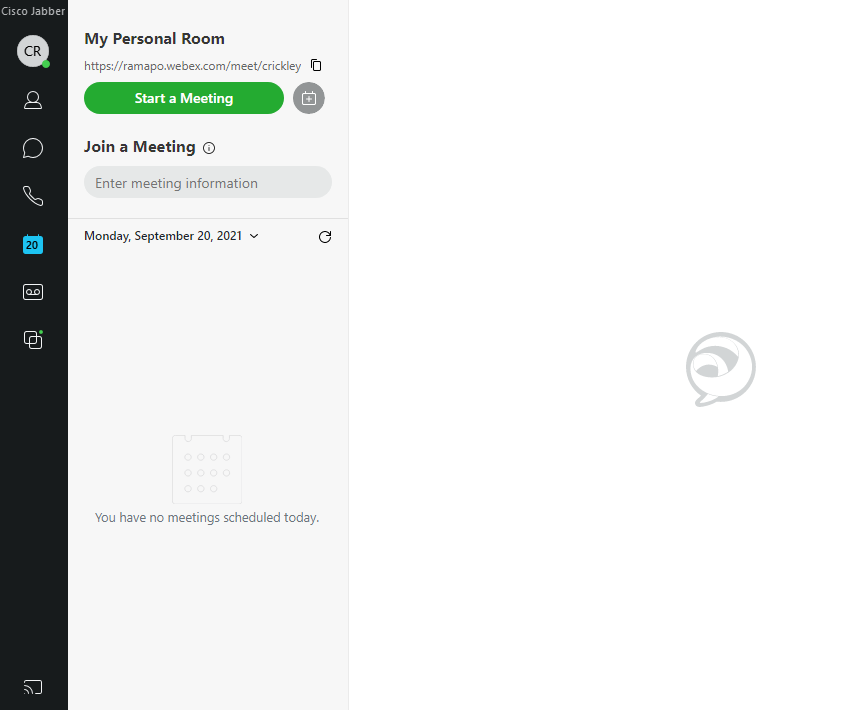 Cisco Jabber
CR
20
My Personal Room
https://ramapo.webex.com/meet/crickley
Start a Meeting
Join a Meeting
Enter meeting information
Monday, September 20, 2021
You have no meetings scheduled today.